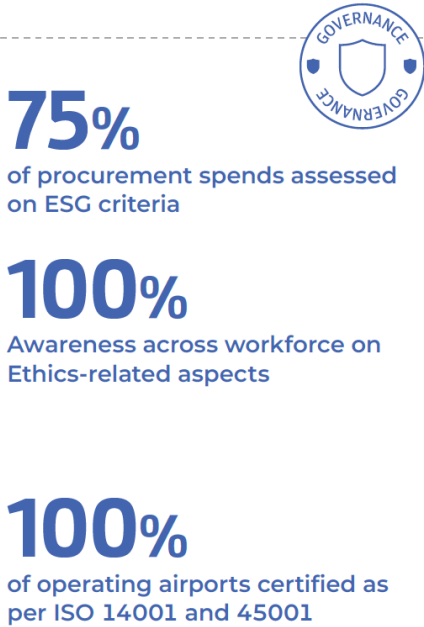 GOVERNANCE
GOVERNANCE
75%
of procurement spends assessed
on ESG criteria
100%
Awareness across workforce on
Ethics-related aspects
100%
of operating airports certified as
per ISO 14001 and 45001